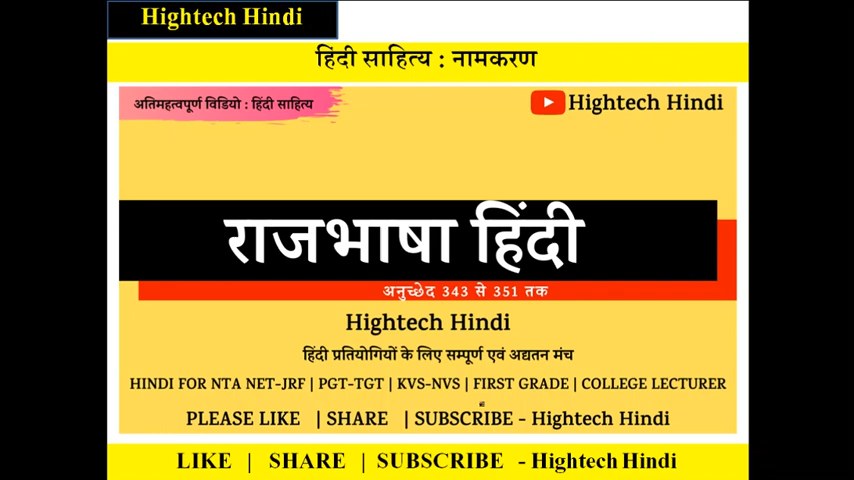 Hightech Hindi
हिंदी साहित्य : नामकरण
अतिमहत्वपूर्ण विडियो : हिंदी साहित्य
Hightech Hindi
राजभाषा हिंदी
अनुच्छेद 343 से 351 तक
Hightech Hindi
हिंदी प्रतियोगियों के लिए सम्पूर्ण एवं अद्यतन मंच
HINDI FOR NTA NET-JRF | PGT-TGT | KVS-NVS | FIRST GRADE | COLLEGE LECTURER
PLEASE LIKE | SHARE | SUBSCRIBE - Hightech Hindi
LIKE | SHARE | SUBSCRIBE - Hightech Hindi